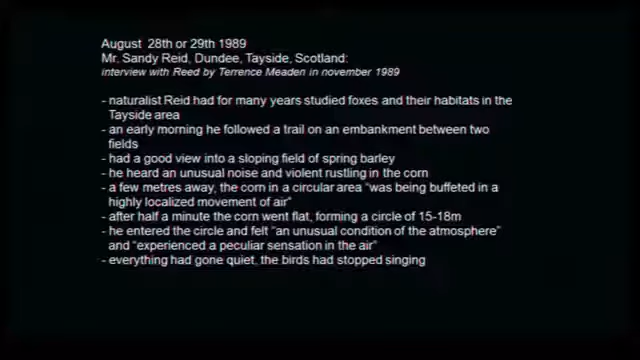 August 28th or 29th 1989
Mr. Sandy Reid, Dundee, Tayside, Scotland:
interview with Reed by Terrence Meaden in november 1989
- naturalist Reid had for many years studied foxes and their habitats in the
Tayside area
- an early morning he followed a trail on an embankment between two
fields
- had a good view into a sloping field of spring barley
- he heard an unusual noise and violent rustling in the corn
- a few metres away, the corn in a circular area “was being buffeted in a
highly localized movement of air”
- after half a minute the corn went flat, forming a circle of 15-18m
- he entered the circle and felt “an unusual condition of the atmosphere”
and “experienced a peculiar sensation in the air”
- everything had gone quiet, the birds had stopped singing